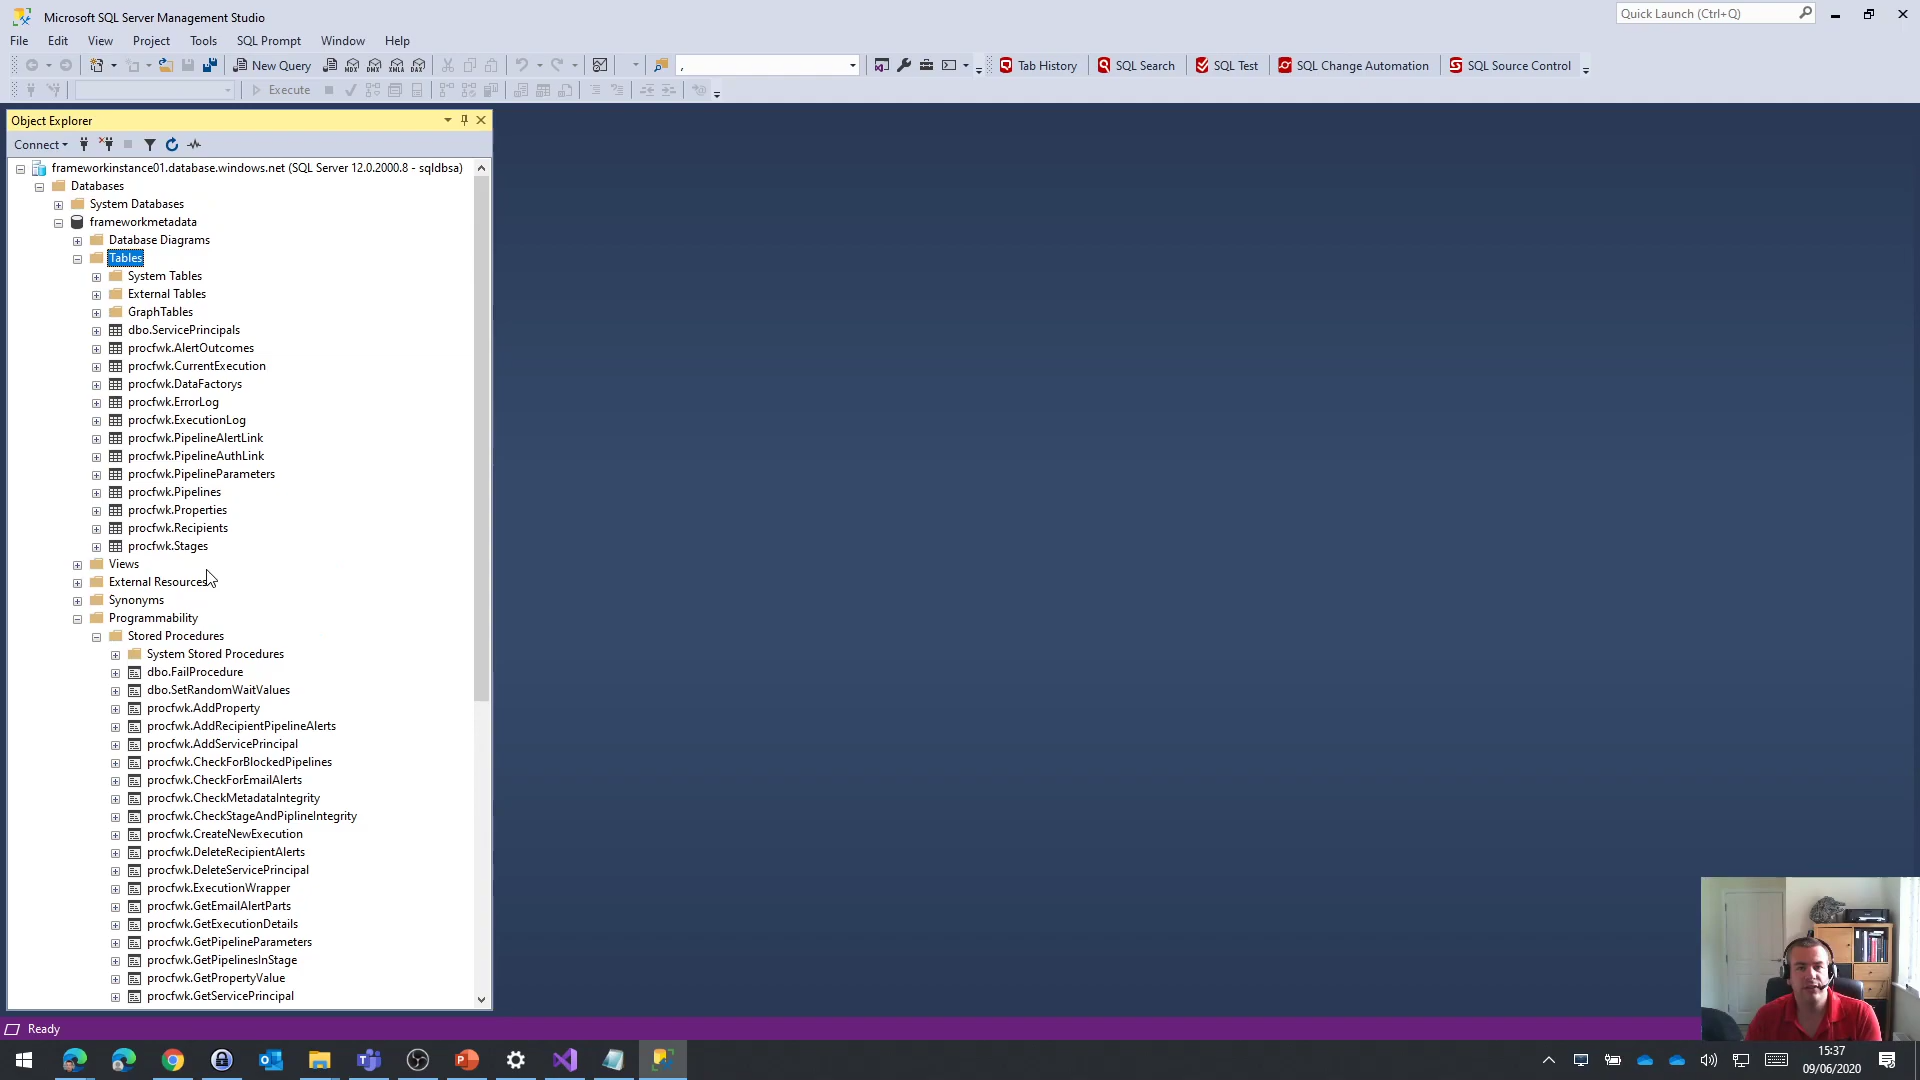 Microsoft SQL Server Management Studio
Quick Launch (Ctrl+Q)
File Edit View Project Tools SQL Prompt Window Help
New Query
MDX DMX XMLA DAX
,
Tab History SQL Search SQL Test SQL Change Automation SQL Source Control
Execute
Object Explorer
Connect
frameworkinstance01.database.windows.net (SQL Server 12.0.2000.8 - sqldbsa)
Databases
System Databases
frameworkmetadata
Database Diagrams
Tables
System Tables
External Tables
GraphTables
dbo.ServicePrincipals
procfwk.AlertOutcomes
procfwk.CurrentExecution
procfwk.DataFactorys
procfwk.ErrorLog
procfwk.ExecutionLog
procfwk.PipelineAlertLink
procfwk.PipelineAuthLink
procfwk.PipelineParameters
procfwk.Pipelines
procfwk.Properties
procfwk.Recipients
procfwk.Stages
Views
External Resources
Synonyms
Programmability
Stored Procedures
System Stored Procedures
dbo.FailProcedure
dbo.SetRandomWaitValues
procfwk.AddProperty
procfwk.AddRecipientPipelineAlerts
procfwk.AddServicePrincipal
procfwk.CheckForBlockedPipelines
procfwk.CheckForEmailAlerts
procfwk.CheckMetadataIntegrity
procfwk.CheckStageAndPiplineIntegrity
procfwk.CreateNewExecution
procfwk.DeleteRecipientAlerts
procfwk.DeleteServicePrincipal
procfwk.ExecutionWrapper
procfwk.GetEmailAlertParts
procfwk.GetExecutionDetails
procfwk.GetPipelineParameters
procfwk.GetPipelinesInStage
procfwk.GetPropertyValue
procfwk.GetServicePrincipal
Ready
15:37
09/06/2020